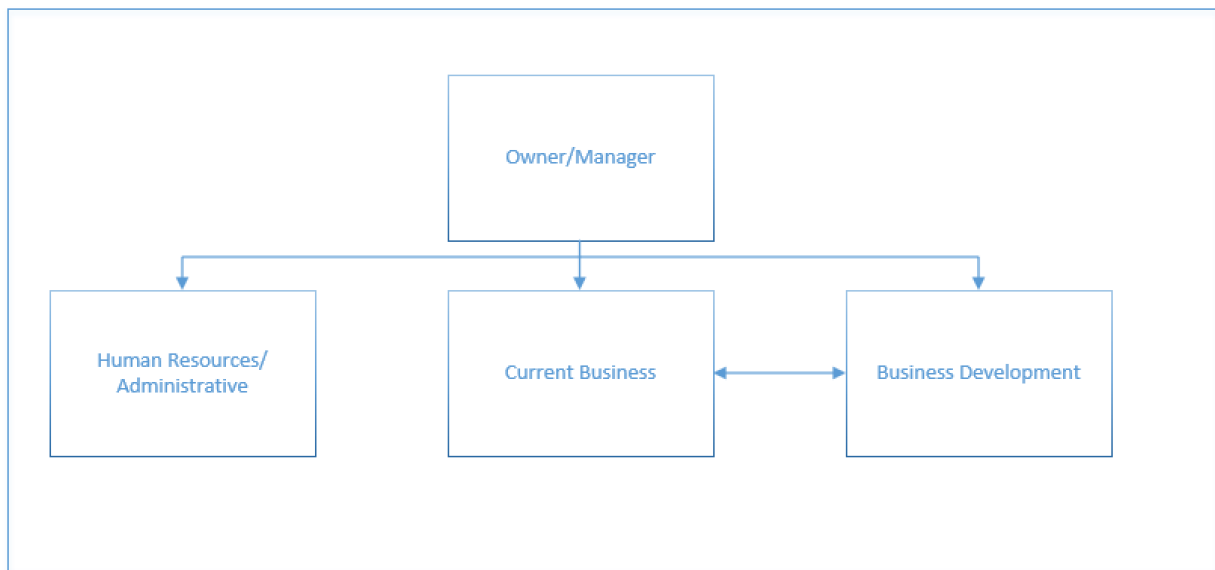 Owner/Manager
Human Resources/
Administrative
Current Business
Business Development